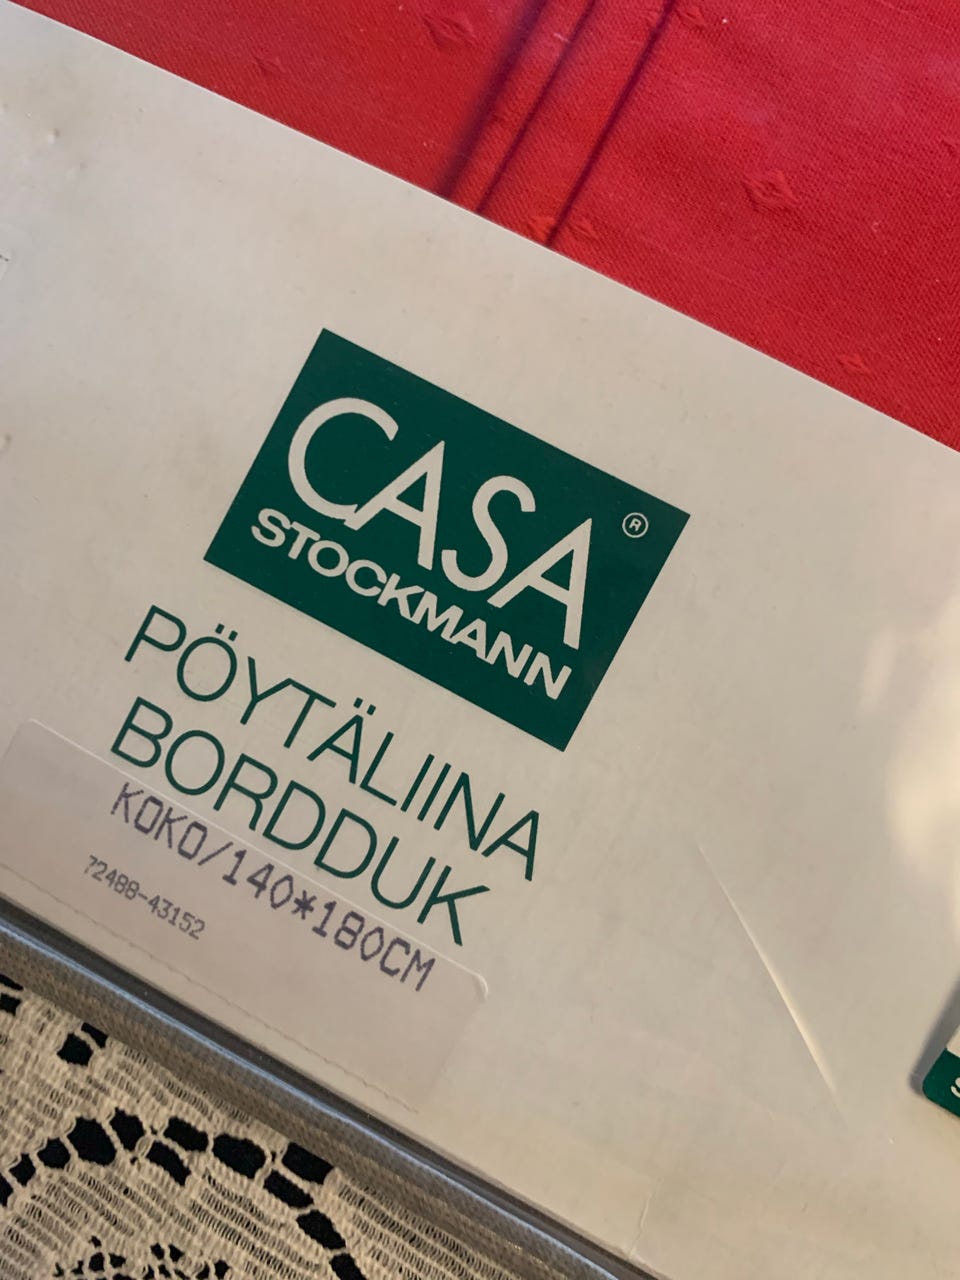 CASA ®
STOCKMANN
PÖYTÄLIINA
BORDDUK
KOKO/140*180CM
72488-43152
S